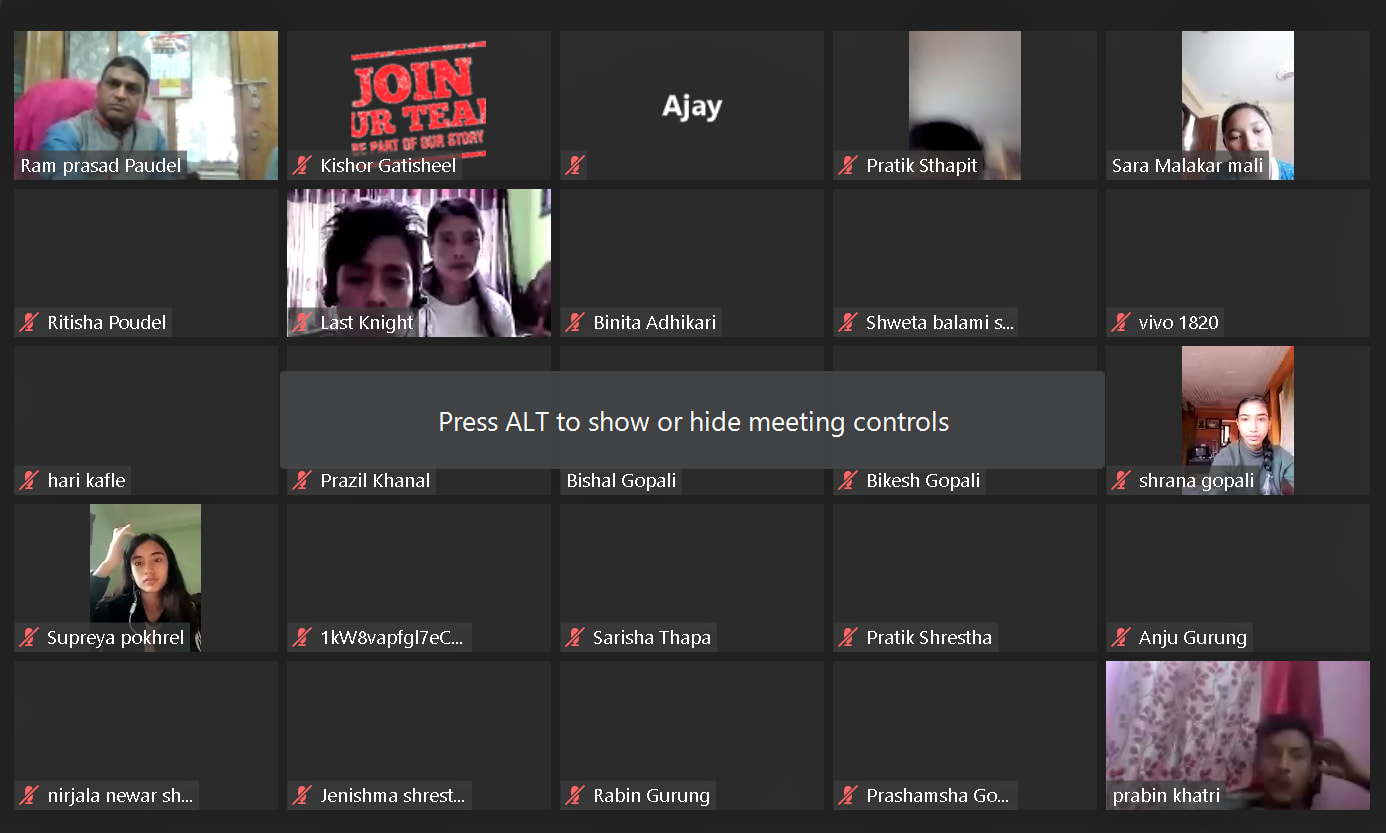 JOIN
UR TEA
BE PART OF OUR STORY
Ajay
Ram prasad Paudel
Kishor Gatisheel
Pratik Sthapit
Sara Malakar mali
Ritisha Poudel
Last Knight
Binita Adhikari
Shweta balami s...
vivo 1820
Press ALT to show or hide meeting controls
hari kafle
Prazil Khanal
Bishal Gopali
Bikesh Gopali
shrana gopali
Supreya pokhrel
1kW8vapfgl7eC...
Sarisha Thapa
Pratik Shrestha
Anju Gurung
nirjala newar sh...
Jenishma shrest...
Rabin Gurung
Prashamsha Go...
prabin khatri